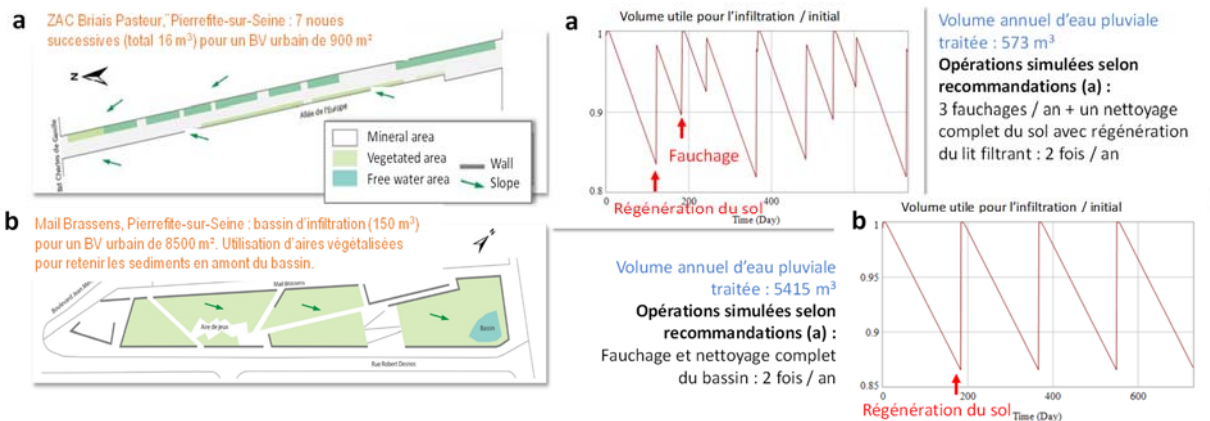 a
ZAC Briais Pasteur, Pierrefite-sur-Seine : 7 noues
successives (total 16 m³) pour un BV urbain de 900 m²
N
Allée de l'Europe
Bd Charles de Gaulle
Mineral area
Vegetated area
Free water area
Wall
Slope
b
Mail Brassens, Pierrefite-sur-Seine : bassin d'infiltration (150 m³)
pour un BV urbain de 8500 m². Utilisation d'aires végétalisées
pour retenir les sediments en amont du bassin.
Boulevard Jean
Mail Brassens
Aire de jeux
Bassin
Rue Robert Desnos
a
Volume utile pour l'infiltration / initial
1
0.9
0.8
0
200
400
600
Fauchage
Régénération du sol
Time (Day)
Volume annuel d'eau pluviale
traitée : 573 m³
Opérations simulées selon
recommandations (a) :
3 fauchages / an + un nettoyage
complet du sol avec régénération
du lit filtrant : 2 fois / an
Volume annuel d'eau pluviale
traitée : 5415 m³
Opérations simulées selon
recommandations (a) :
Fauchage et nettoyage complet
du bassin : 2 fois / an
b
Volume utile pour l'infiltration / initial
1
0.95
0.9
0.85
0
200
400
600
Régénération du sol
Time (Day)